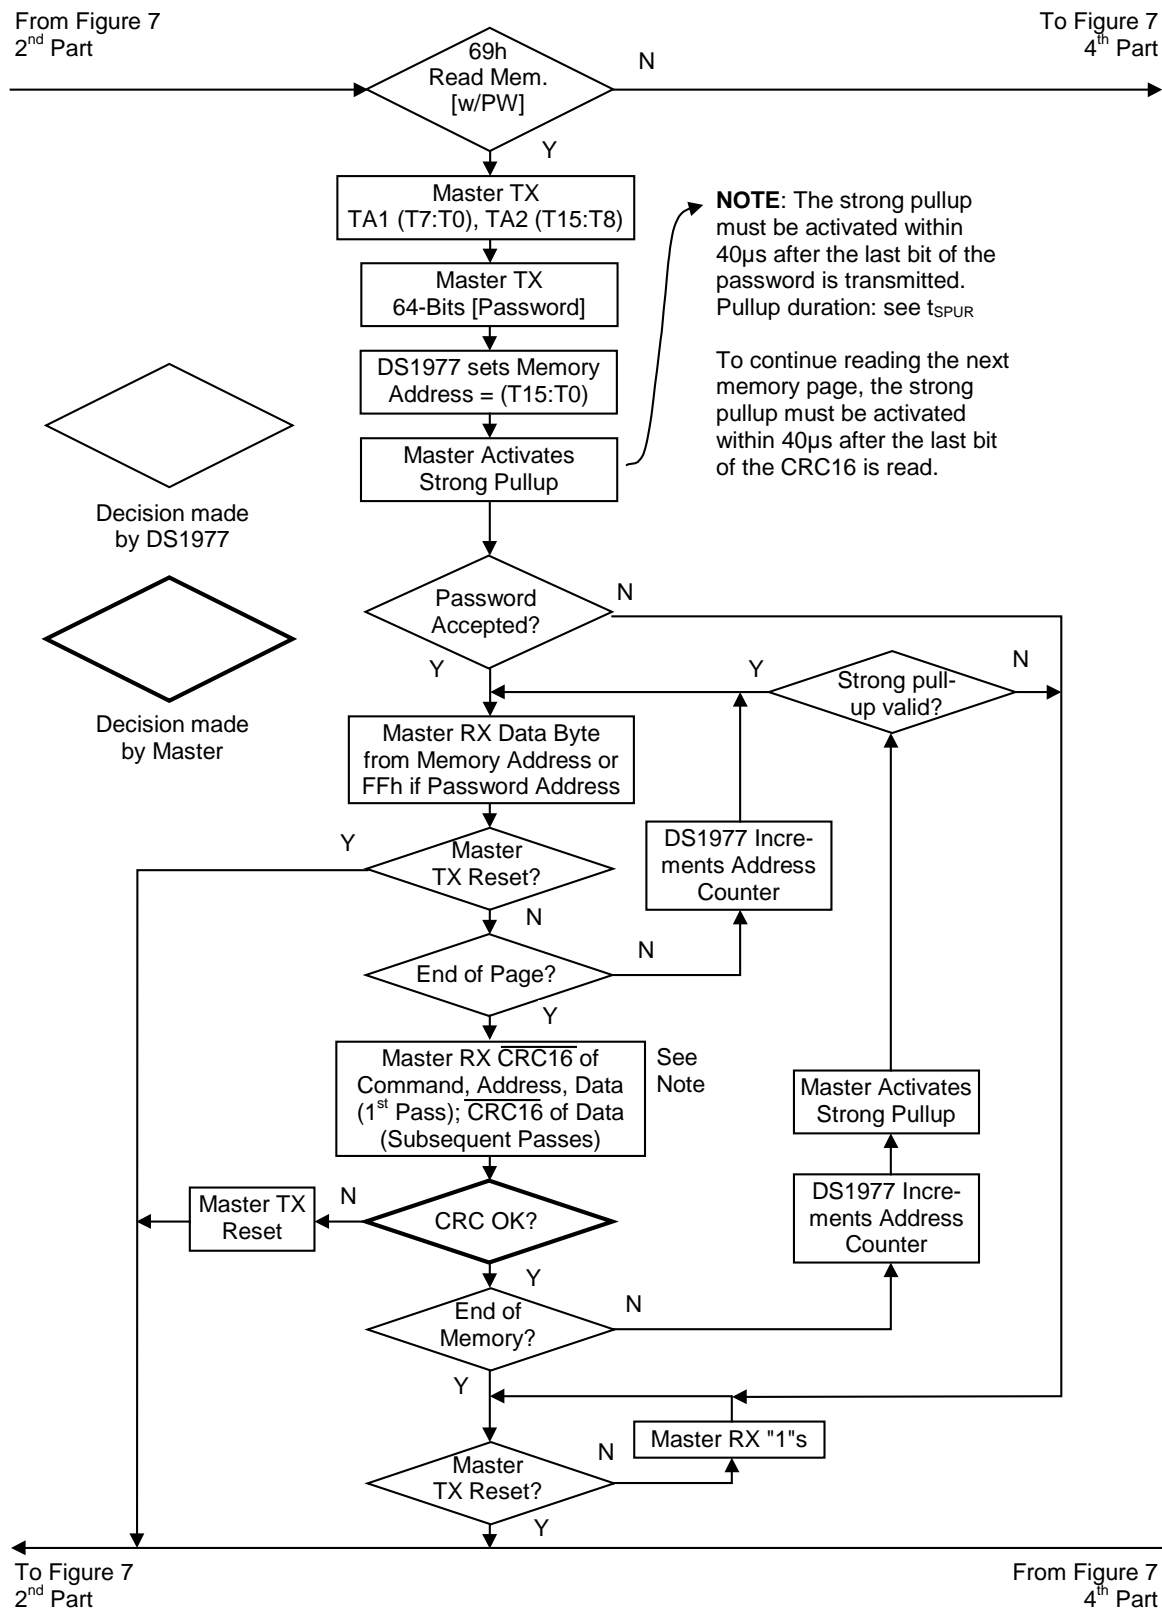 From Figure 7
2nd Part
To Figure 7
4th Part
69h
Read Mem.
[w/PW]
N
Y
Master TX
TA1 (T7:T0), TA2 (T15:T8)
NOTE: The strong pullup
must be activated within
40µs after the last bit of the
password is transmitted.
Pullup duration: see tSPUR
To continue reading the next
memory page, the strong
pullup must be activated
within 40µs after the last bit
of the CRC16 is read.
Master TX
64-Bits [Password]
DS1977 sets Memory
Address = (T15:T0)
Master Activates
Strong Pullup
Decision made
by DS1977
Decision made
by Master
Password
Accepted?
N
Y
Strong pull-
up valid?
Y
N
Master RX Data Byte
from Memory Address or
FFh if Password Address
Master
TX Reset?
Y
N
DS1977 Incre-
ments Address
Counter
End of Page?
N
Y
Master RX CRC16 of
Command, Address, Data
(1st Pass); CRC16 of Data
(Subsequent Passes)
See
Note
Master Activates
Strong Pullup
DS1977 Incre-
ments Address
Counter
Master TX
Reset
N
CRC OK?
Y
End of
Memory?
N
Y
Master RX "1"s
Master
TX Reset?
N
Y
To Figure 7
2nd Part
From Figure 7
4th Part